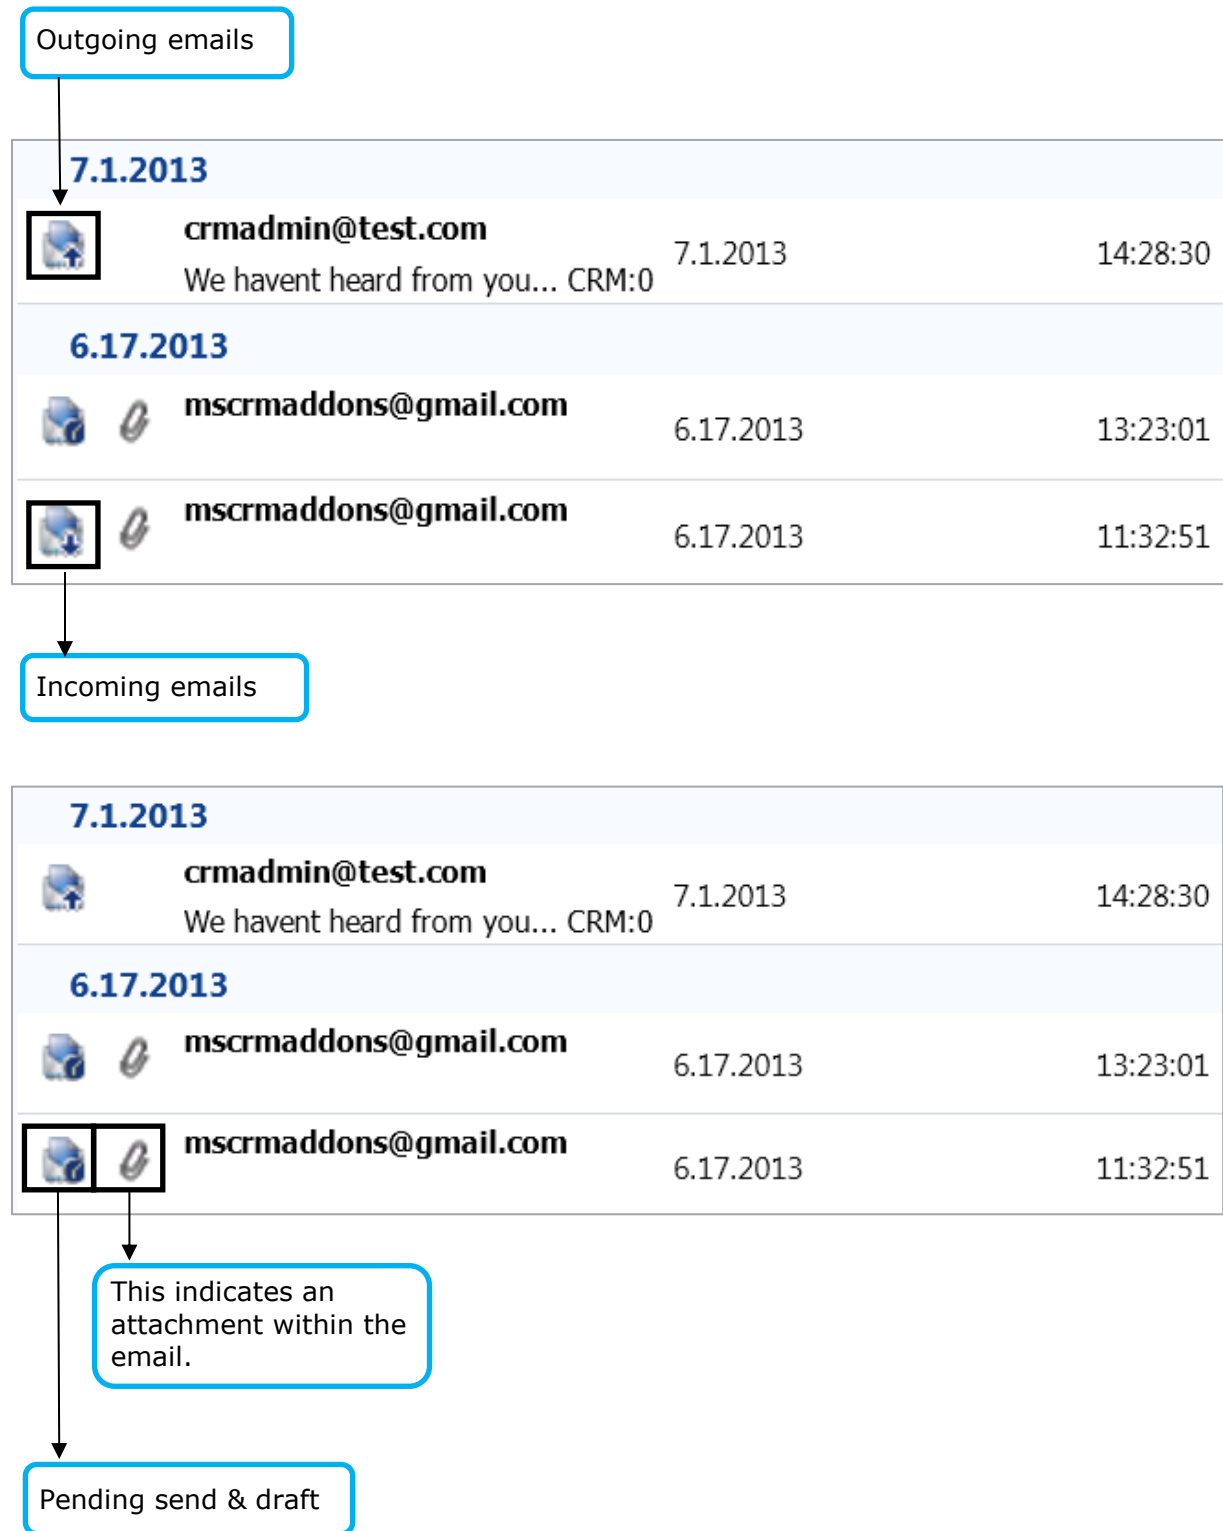 Outgoing emails
7.1.2013
crmadmin@test.com
We havent heard from you... CRM:0
7.1.2013
14:28:30
6.17.2013
mscrmaddons@gmail.com
6.17.2013
13:23:01
mscrmaddons@gmail.com
6.17.2013
11:32:51
Incoming emails
7.1.2013
crmadmin@test.com
We havent heard from you... CRM:0
7.1.2013
14:28:30
6.17.2013
mscrmaddons@gmail.com
6.17.2013
13:23:01
mscrmaddons@gmail.com
6.17.2013
11:32:51
This indicates an
attachment within the
email.
Pending send & draft